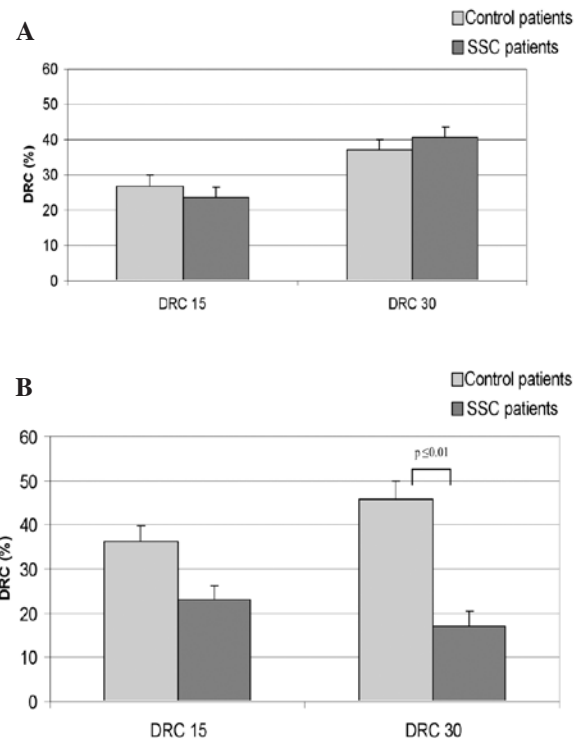 A
Control patients
SSC patients
60
50
40
30
20
10
0
DRC (%)
DRC 15 DRC 30
B
Control patients
SSC patients
60
50
40
30
20
10
0
DRC (%)
p≤0.01
DRC 15 DRC 30